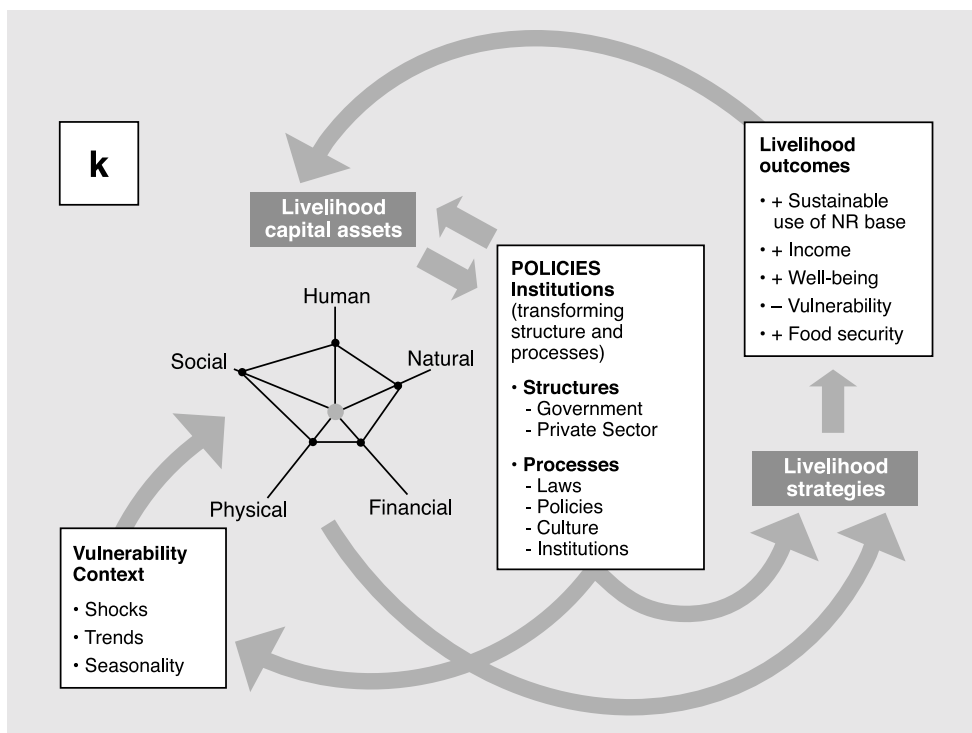 k
Livelihood
capital assets
Human
Social
Natural
Physical
Financial
Vulnerability
Context
• Shocks
• Trends
• Seasonality
POLICIES
Institutions
(transforming
structure and
processes)
• Structures
- Government
- Private Sector
• Processes
- Laws
- Policies
- Culture
- Institutions
Livelihood
outcomes
• + Sustainable
use of NR base
• + Income
• + Well-being
• – Vulnerability
• + Food security
Livelihood
strategies